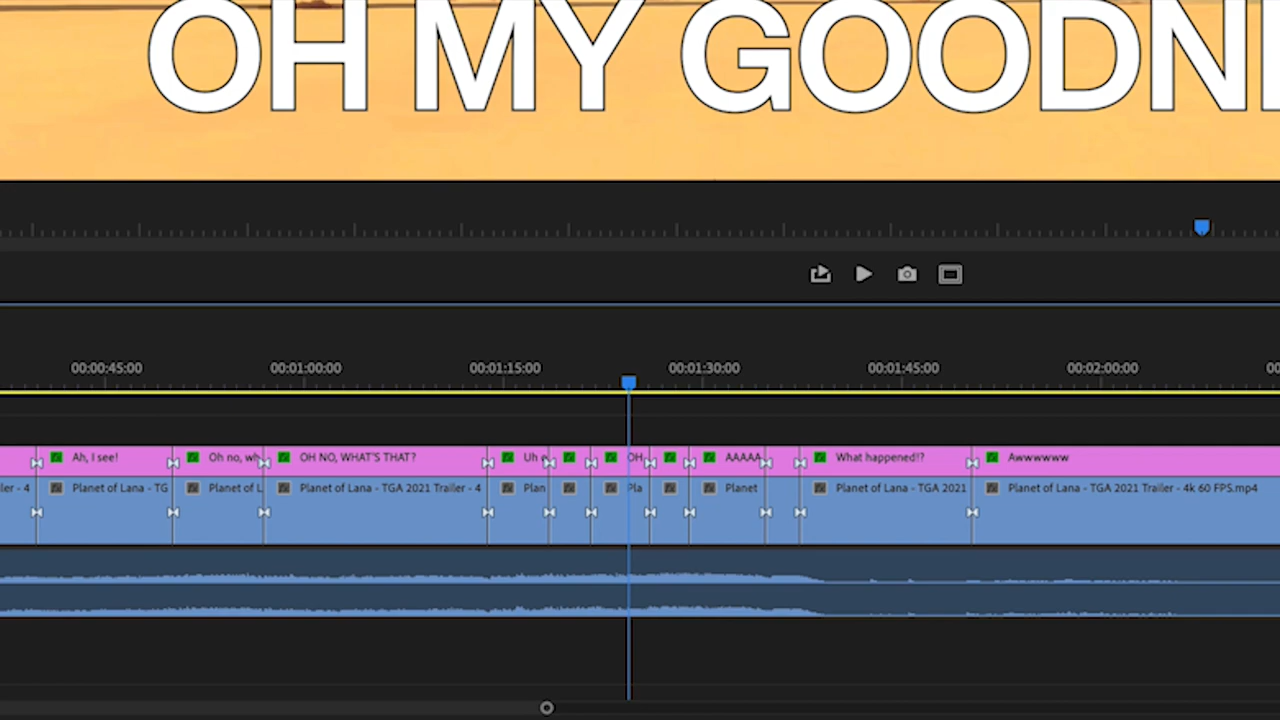 OH MY GOODN
00:00:45:00 00:01:00:00 00:01:15:00 00:01:30:00 00:01:45:00 00:02:00:00 00
Ah, I see! Oh no, wh OH NO, WHAT'S THAT? Uh OH AAAAA What happened!? Awwwwww
ler - 4 Planet of Lana - TG Planet of L Planet of Lana - TGA 2021 Trailer - 4 Plan Pla Planet Planet of Lana - TGA 2021 Planet of Lana - TGA 2021 Trailer - 4k 60 FPS.mp4